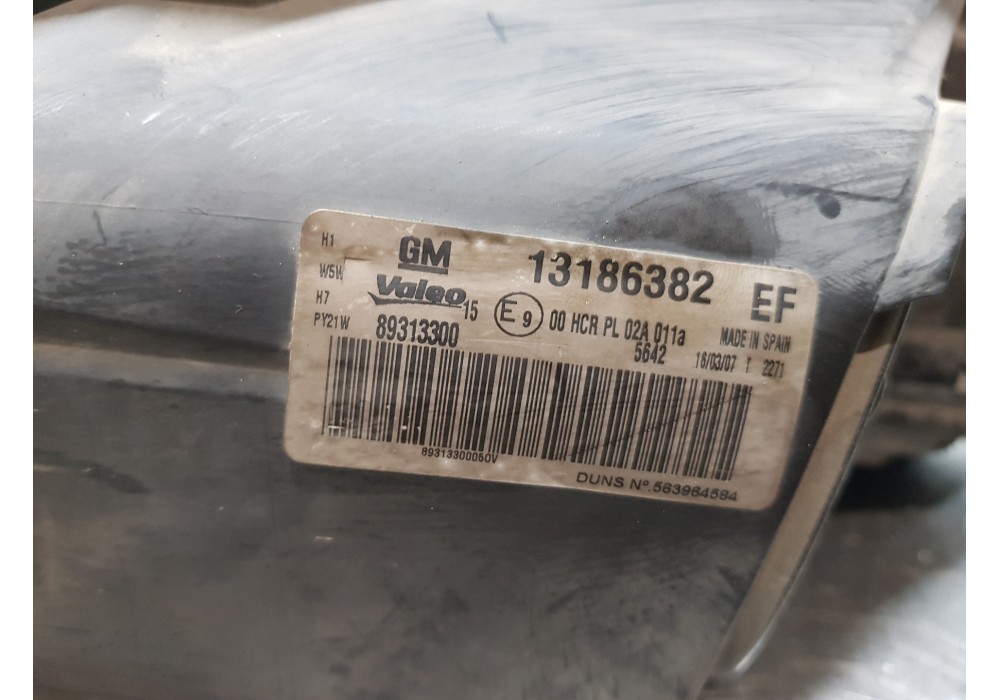 H1
W5W
H7
PY21W
GM
Valeo 15
89313300
13186382
EF
E9 00 HCR PL 02A 011a
5642
MADE IN SPAIN
16/03/07 T 2271
89313300050V
DUNS Nº.563964584